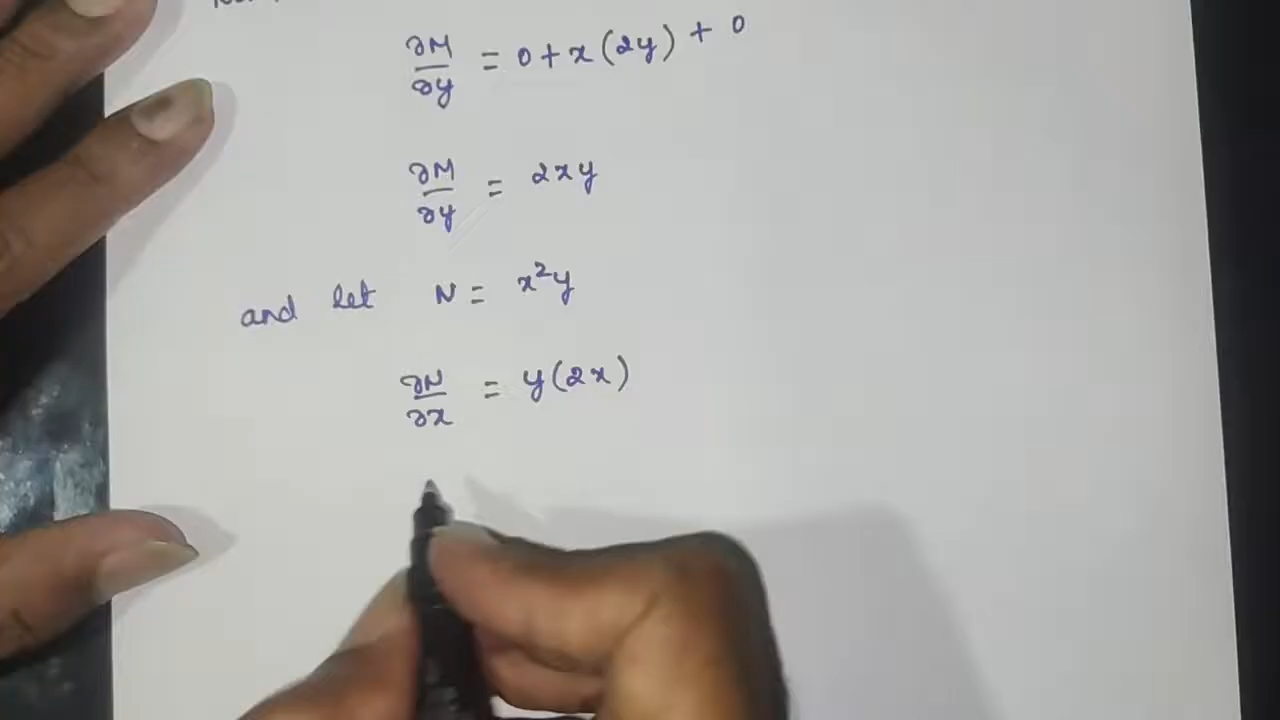 ∂M/∂y = 0 + x(2y) + 0
∂M/∂y = 2xy
and let N = x²y
∂N/∂x = y(2x)